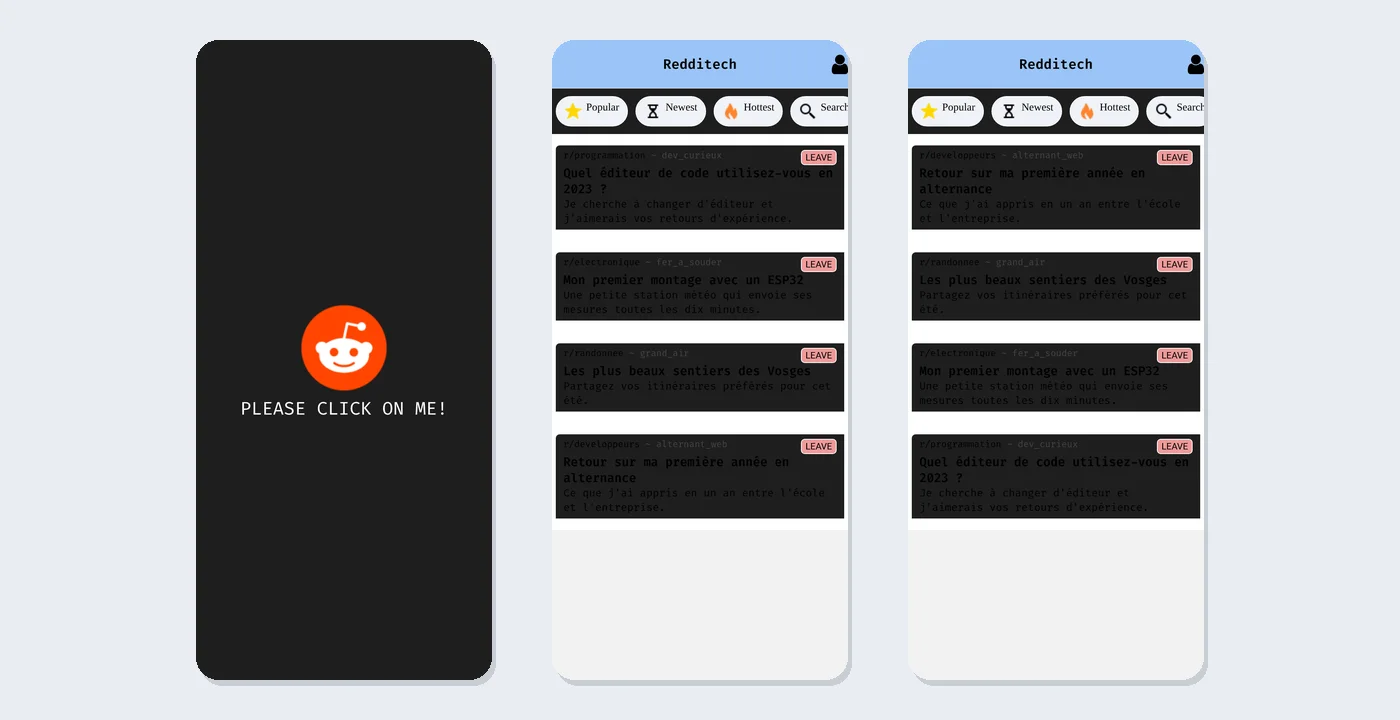 PLEASE CLICK ON ME!
Redditech
Popular
Newest
Hottest
Search
r/programmation – dev_curieux
LEAVE
Quel éditeur de code utilisez-vous en
2023 ?
Je cherche à changer d'éditeur et
j'aimerais vos retours d'expérience.
r/electronique – fer_a_souder
LEAVE
Mon premier montage avec un ESP32
Une petite station météo qui envoie ses
mesures toutes les dix minutes.
r/randonnee – grand_air
LEAVE
Les plus beaux sentiers des Vosges
Partagez vos itinéraires préférés pour cet
été.
r/developpeurs – alternant_web
LEAVE
Retour sur ma première année en
alternance
Ce que j'ai appris en un an entre l'école
et l'entreprise.
Redditech
Popular
Newest
Hottest
Search
r/developpeurs – alternant_web
LEAVE
Retour sur ma première année en
alternance
Ce que j'ai appris en un an entre l'école
et l'entreprise.
r/randonnee – grand_air
LEAVE
Les plus beaux sentiers des Vosges
Partagez vos itinéraires préférés pour cet
été.
r/electronique – fer_a_souder
LEAVE
Mon premier montage avec un ESP32
Une petite station météo qui envoie ses
mesures toutes les dix minutes.
r/programmation – dev_curieux
LEAVE
Quel éditeur de code utilisez-vous en
2023 ?
Je cherche à changer d'éditeur et
j'aimerais vos retours d'expérience.